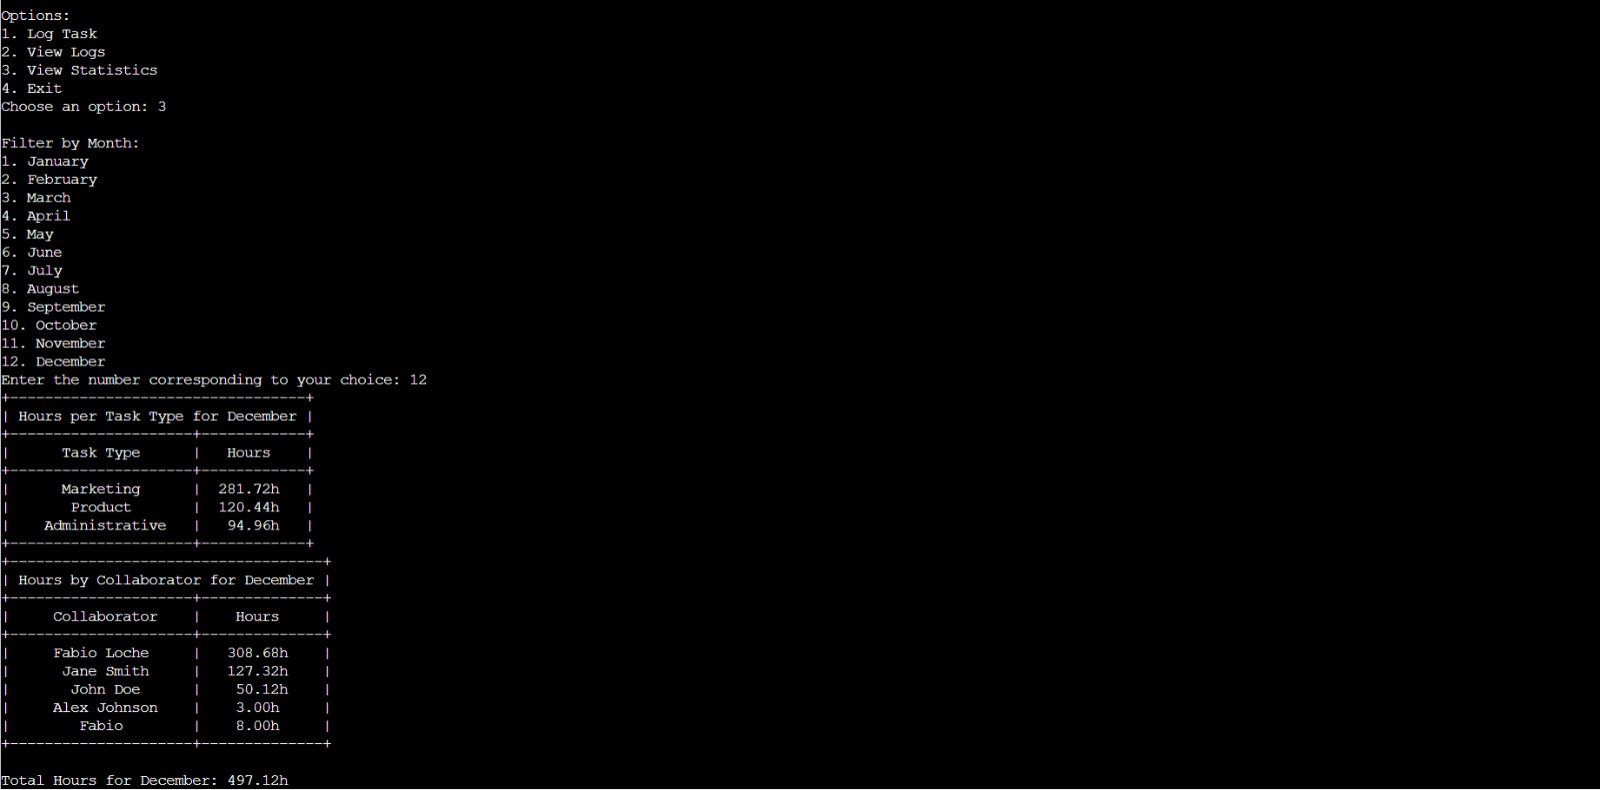 Options:
1. Log Task
2. View Logs
3. View Statistics
4. Exit
Choose an option: 3
Filter by Month:
1. January
2. February
3. March
4. April
5. May
6. June
7. July
8. August
9. September
10. October
11. November
12. December
Enter the number corresponding to your choice: 12
+----------------------------------+
| Hours per Task Type for December |
+---------------------+------------+
|      Task Type      |   Hours    |
+---------------------+------------+
|      Marketing      |  281.72h   |
|       Product       |  120.44h   |
|    Administrative   |   94.96h   |
+---------------------+------------+
+------------------------------------+
| Hours by Collaborator for December |
+---------------------+--------------+
|     Collaborator    |    Hours     |
+---------------------+--------------+
|     Fabio Loche     |   308.68h    |
|      Jane Smith     |   127.32h    |
|       John Doe      |    50.12h    |
|     Alex Johnson    |    3.00h     |
|        Fabio        |    8.00h     |
+---------------------+--------------+
Total Hours for December: 497.12h